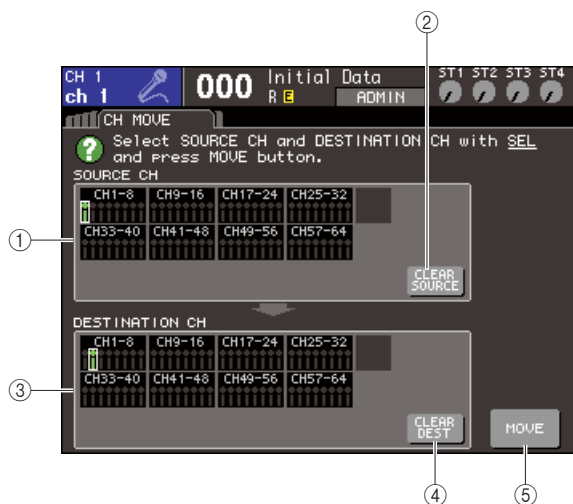 ②
CH 1
ch 1
000
Initial Data
R E
ADMIN
ST1 ST2 ST3 ST4
CH MOVE
? Select SOURCE CH and DESTINATION CH with SEL
and press MOVE button.
SOURCE CH
CH1-8 CH9-16 CH17-24 CH25-32
CH33-40 CH41-48 CH49-56 CH57-64
①
CLEAR
SOURCE
DESTINATION CH
CH1-8 CH9-16 CH17-24 CH25-32
CH33-40 CH41-48 CH49-56 CH57-64
③
CLEAR
DEST
MOVE
④
⑤